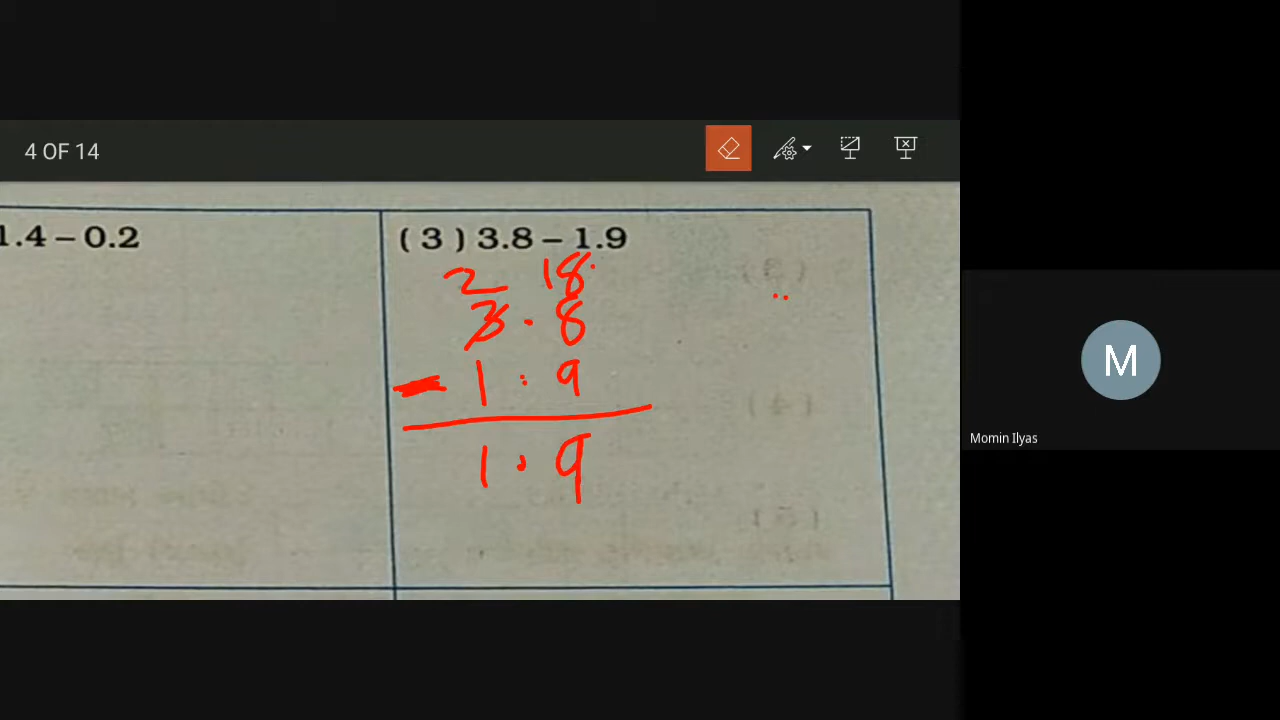 4 OF 14
1.4 – 0.2
( 3 ) 3.8 – 1.9
2 18
3 . 8
- 1 . 9
1 . 9
M
Momin Ilyas